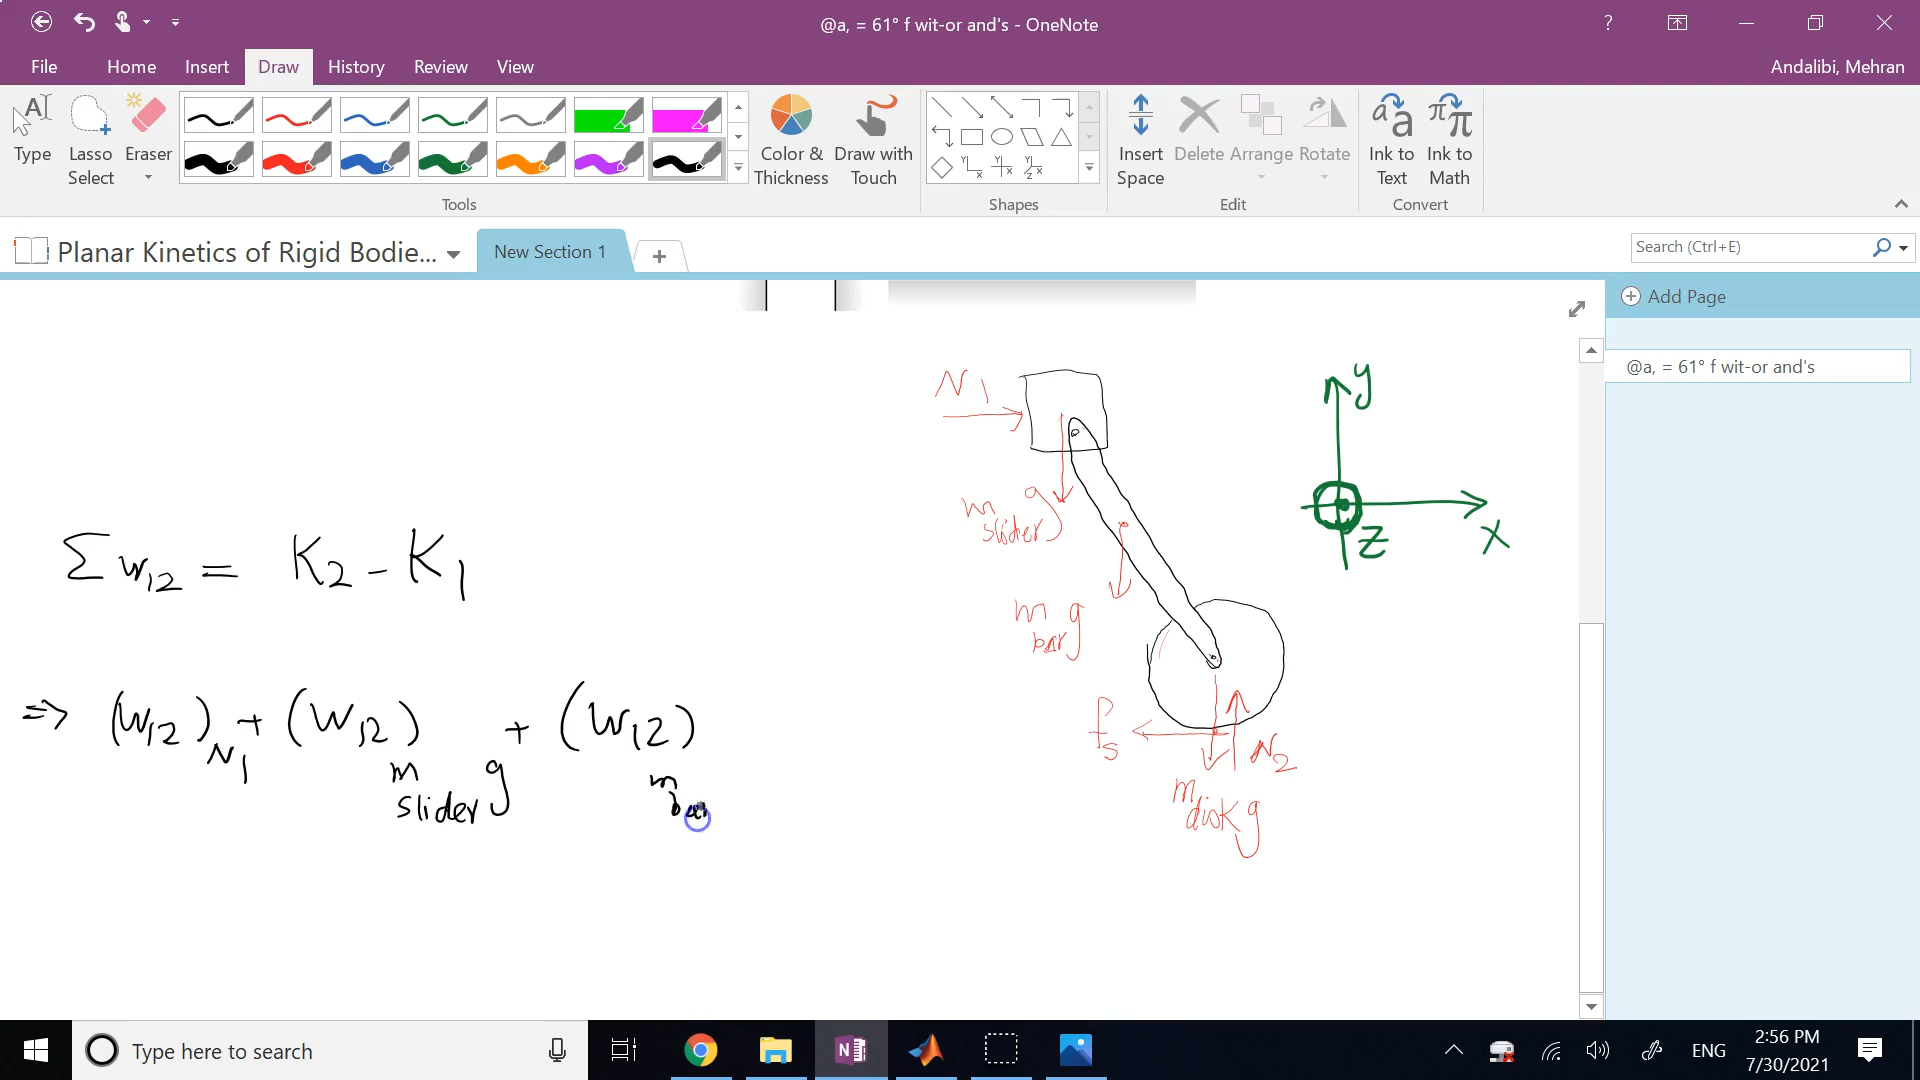 @a, = 61° f wit-or and's - OneNote
?
File Home Insert Draw History Review View
Andalibi, Mehran
Type
Lasso Select
Eraser
Color & Thickness
Draw with Touch
Insert Space
Delete
Arrange
Rotate
Ink to Text
Ink to Math
Tools
Shapes
Edit
Convert
Planar Kinetics of Rigid Bodie...
New Section 1
+
Search (Ctrl+E)
Add Page
@a, = 61° f wit-or and's
N1
m slider g
m bar g
fs
N2
m disk g
y
x
z
Σ W12 = K2 - K1
=> (W12)N1 + (W12) m slider g + (W12) m bar
Type here to search
ENG
2:56 PM
7/30/2021